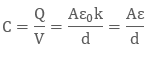 C = Q/V = Aε₀k/d = Aε/d